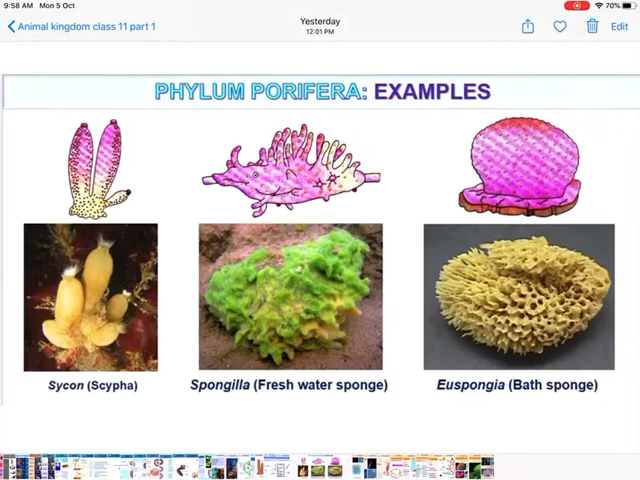 9:58 AM Mon 5 Oct
70%
Animal kingdom class 11 part 1
Yesterday
12:01 PM
Edit
PHYLUM PORIFERA: EXAMPLES
Sycon (Scypha)
Spongilla (Fresh water sponge)
Euspongia (Bath sponge)